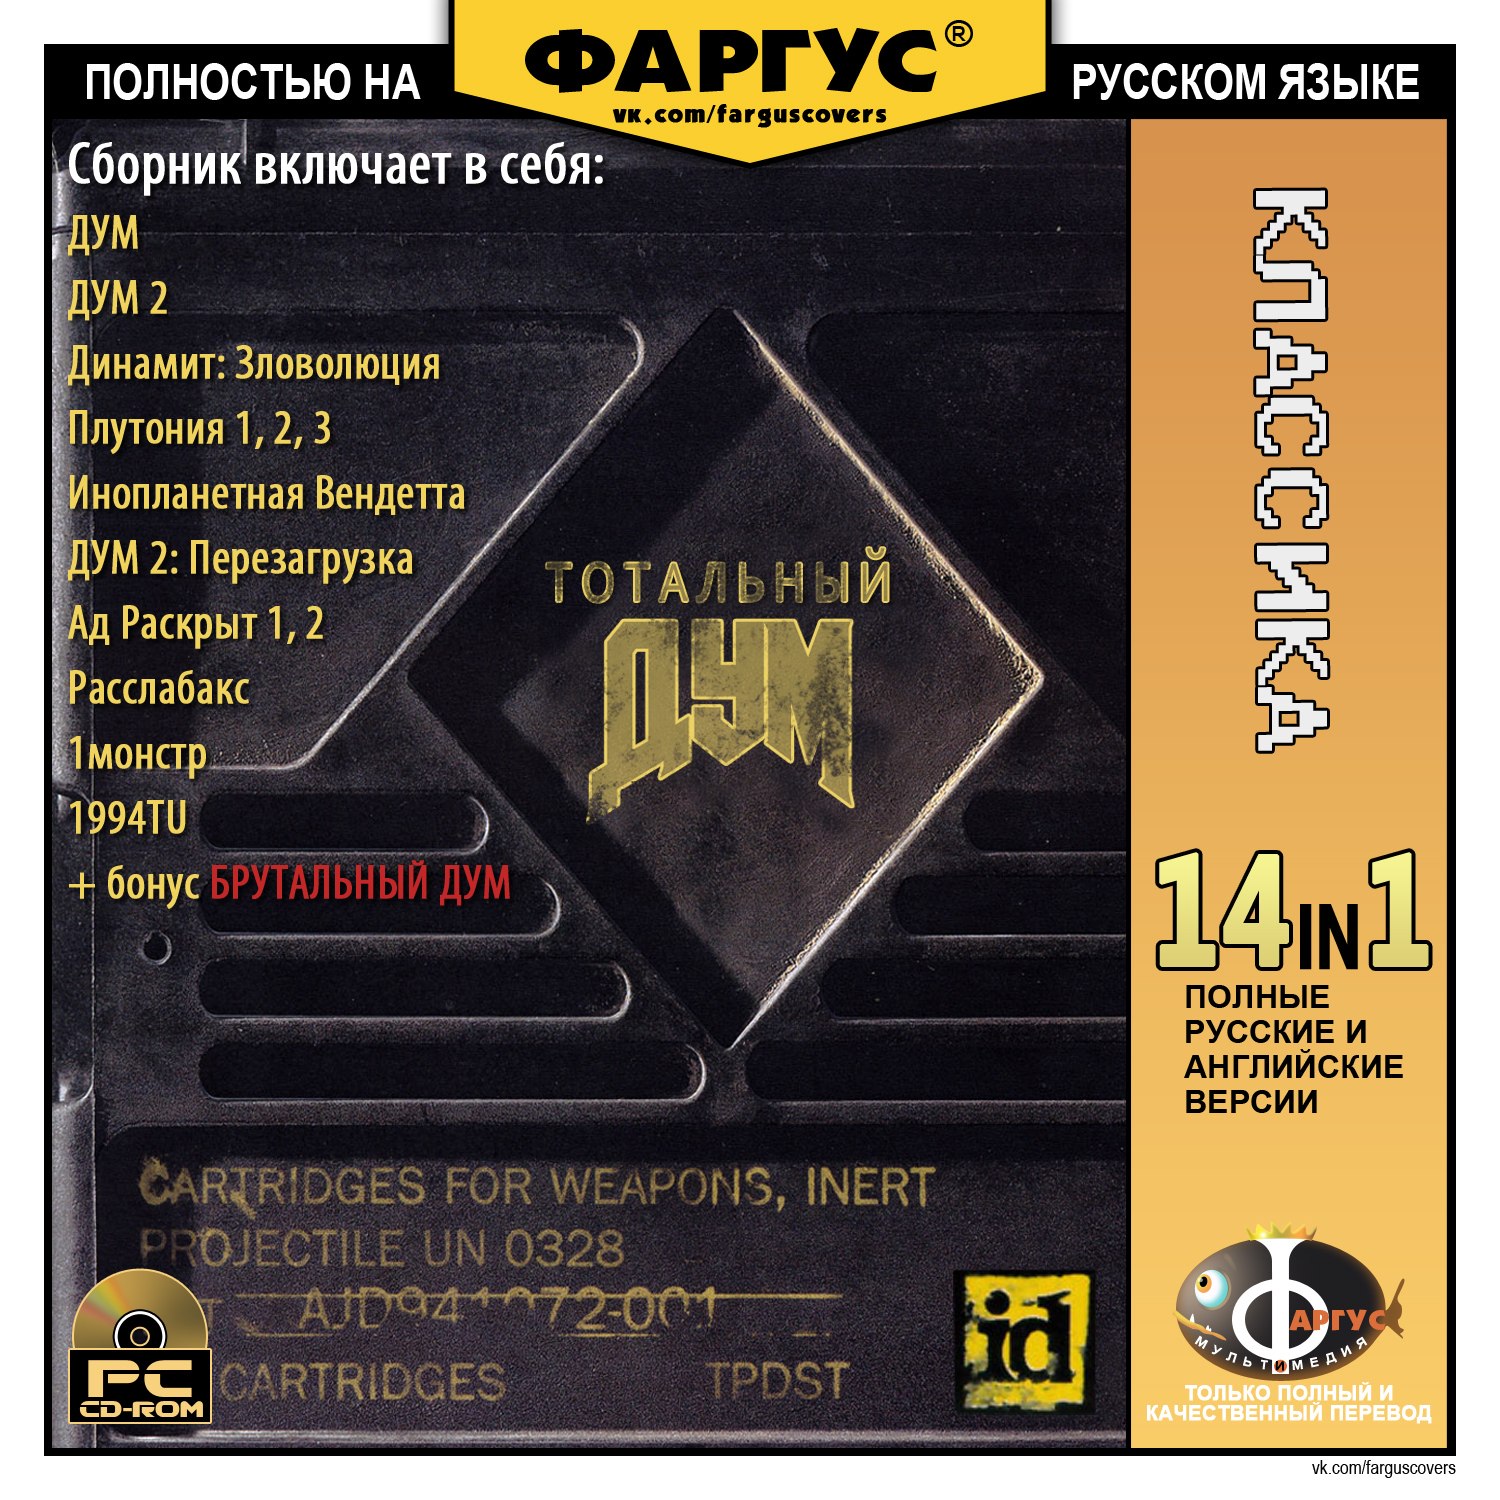 ФАРГУС®
vk.com/farguscovers
ПОЛНОСТЬЮ НА
РУССКОМ ЯЗЫКЕ
Сборник включает в себя:
ДУМ
ДУМ 2
Динамит: Зловолюция
Плутония 1, 2, 3
Инопланетная Вендетта
ДУМ 2: Перезагрузка
Ад Раскрыт 1, 2
Расслабакс
1монстр
1994TU
+ бонус БРУТАЛЬНЫЙ ДУМ
ТОТАЛЬНЫЙ
ДУМ
CARTRIDGES FOR WEAPONS, INERT
PROJECTILE UN 0328
CARTRIDGES TPDST
PC
CD-ROM
id
КЛАССИКА
14IN1
ПОЛНЫЕ
РУССКИЕ И
АНГЛИЙСКИЕ
ВЕРСИИ
ФАРГУС
МУЛЬТИМЕДИЯ
ТОЛЬКО ПОЛНЫЙ И
КАЧЕСТВЕННЫЙ ПЕРЕВОД
vk.com/farguscovers